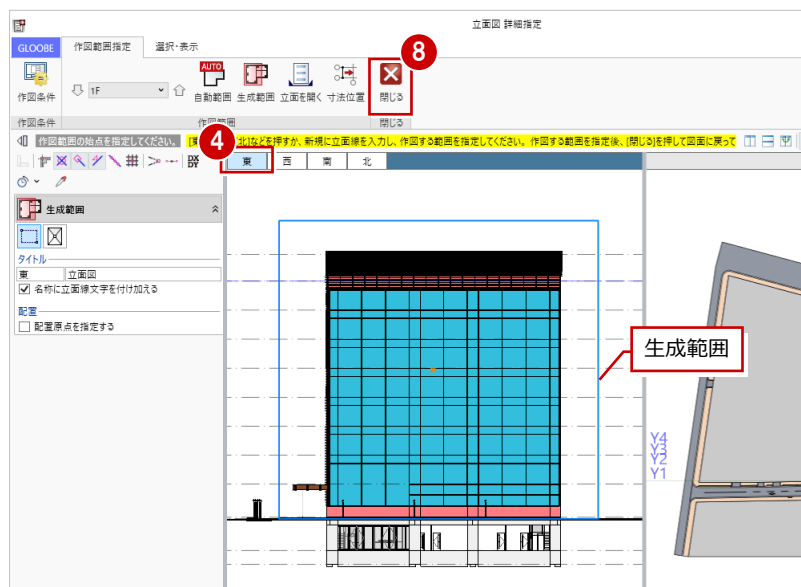 立面図 詳細指定
GLOOBE 作図範囲指定 選択・表示
8
1F
作図条件 自動範囲 生成範囲 立面を開く 寸法位置 閉じる
AUTO
作図条件 作図範囲 閉じる
作図範囲の始点を指定してください。 北]などを押すか、新規に立面線を入力し、作図する範囲を指定してください。作図する範囲を指定後、[閉じる]を押して図面に戻って
4
DX
DY
東 西 南 北
生成範囲
タイトル
東 立面図
名称に立面線文字を付け加える
配置
配置原点を指定する
生成範囲
Y4
Y3
Y2
Y1